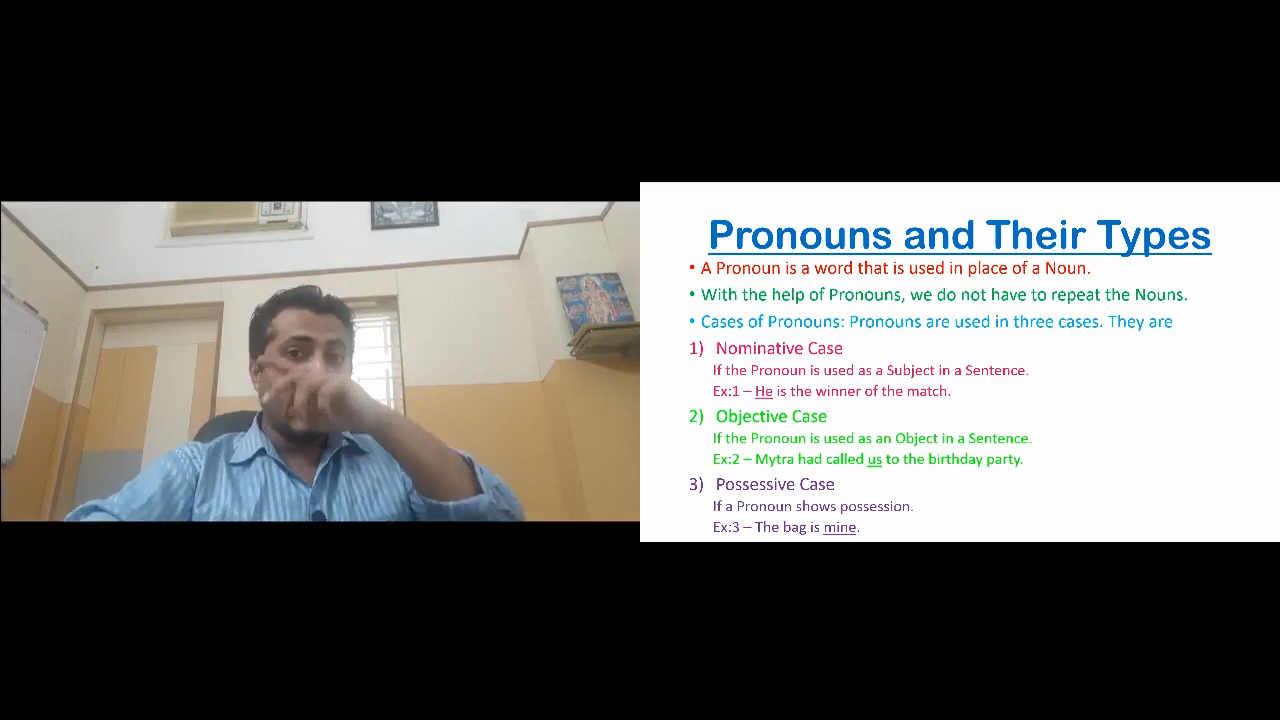 Pronouns and Their Types
• A Pronoun is a word that is used in place of a Noun.
• With the help of Pronouns, we do not have to repeat the Nouns.
• Cases of Pronouns: Pronouns are used in three cases. They are
1) Nominative Case
If the Pronoun is used as a Subject in a Sentence.
Ex:1 – He is the winner of the match.
2) Objective Case
If the Pronoun is used as an Object in a Sentence.
Ex:2 – Mytra had called us to the birthday party.
3) Possessive Case
If a Pronoun shows possession.
Ex:3 – The bag is mine.